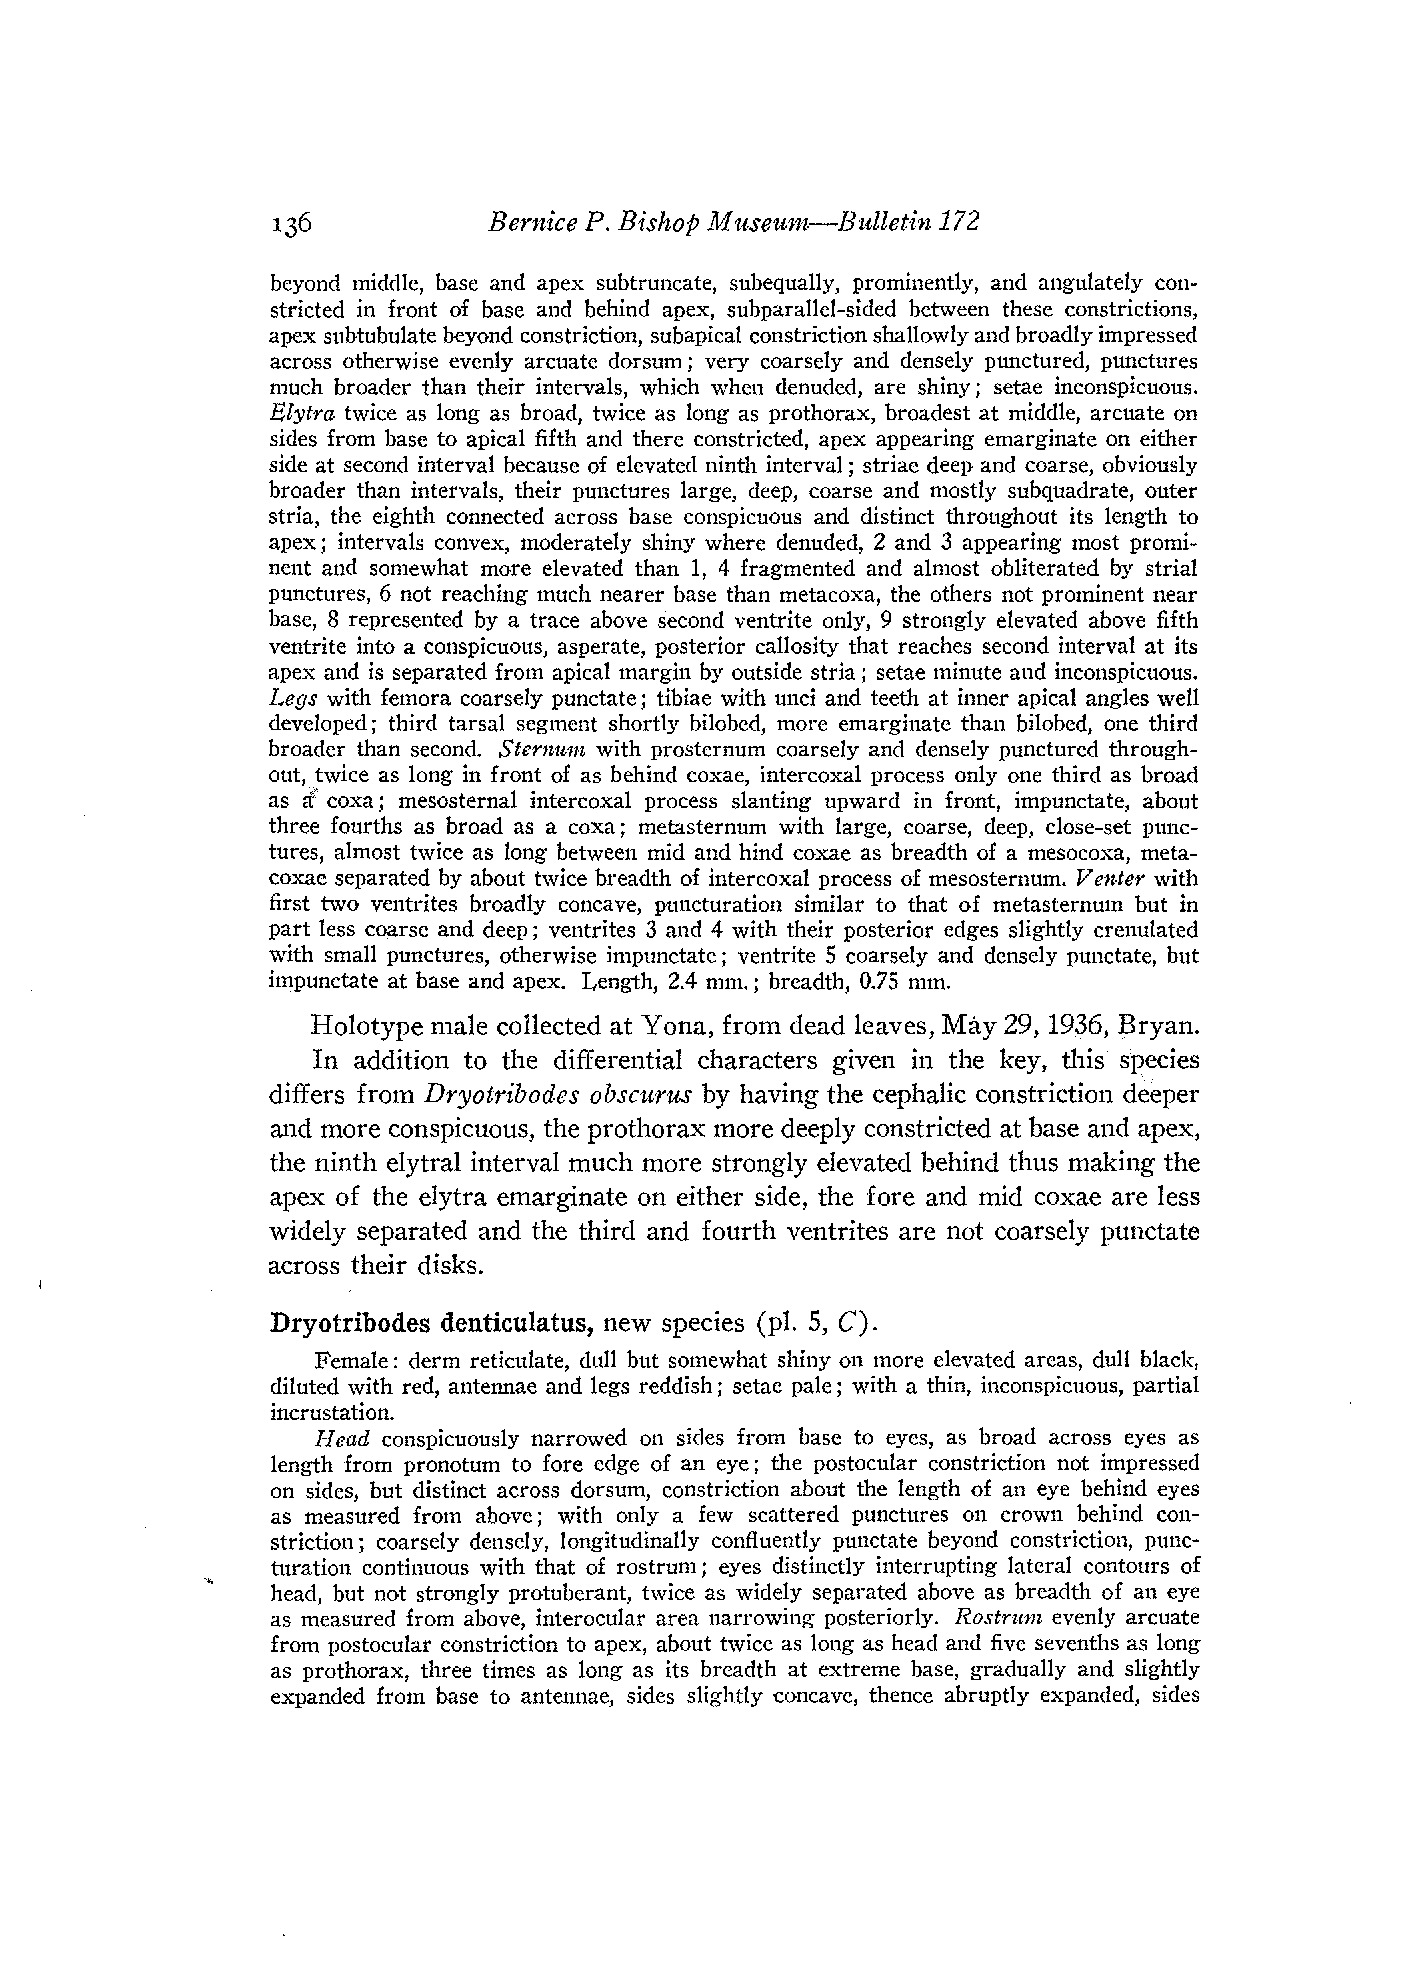 136 Bernice P. Bishop Museum—Bulletin 172
beyond middle, base and apex subtruncate, subequally, prominently, and angulately con-
stricted in front of base and behind apex, subparallel-sided between these constrictions,
apex subtubulate beyond constriction, subapical constriction shallowly and broadly impressed
across otherwise evenly arcuate dorsum; very coarsely and densely punctured, punctures
much broader than their intervals, which when denuded, are shiny; setae inconspicuous.
Elytra twice as long as broad, twice as long as prothorax, broadest at middle, arcuate on
sides from base to apical fifth and there constricted, apex appearing emarginate on either
side at second interval because of elevated ninth interval; striae deep and coarse, obviously
broader than intervals, their punctures large, deep, coarse and mostly subquadrate, outer
stria, the eighth connected across base conspicuous and distinct throughout its length to
apex; intervals convex, moderately shiny where denuded, 2 and 3 appearing most promi-
nent and somewhat more elevated than 1, 4 fragmented and almost obliterated by strial
punctures, 6 not reaching much nearer base than metacoxa, the others not prominent near
base, 8 represented by a trace above second ventrite only, 9 strongly elevated above fifth
ventrite into a conspicuous, asperate, posterior callosity that reaches second interval at its
apex and is separated from apical margin by outside stria; setae minute and inconspicuous.
Legs with femora coarsely punctate; tibiae with unci and teeth at inner apical angles well
developed; third tarsal segment shortly bilobed, more emarginate than bilobed, one third
broader than second. Sternum with prosternum coarsely and densely punctured through-
out, twice as long in front of as behind coxae, intercoxal process only one third as broad
as a coxa; mesosternal intercoxal process slanting upward in front, impunctate, about
three fourths as broad as a coxa; metasternum with large, coarse, deep, close-set punc-
tures, almost twice as long between mid and hind coxae as breadth of a mesocoxa, meta-
coxae separated by about twice breadth of intercoxal process of mesosternum. Venter with
first two ventrites broadly concave, puncturation similar to that of metasternum but in
part less coarse and deep; ventrites 3 and 4 with their posterior edges slightly crenulated
with small punctures, otherwise impunctate; ventrite 5 coarsely and densely punctate, but
impunctate at base and apex. Length, 2.4 mm.; breadth, 0.75 mm.
Holotype male collected at Yona, from dead leaves, May 29, 1936, Bryan.
In addition to the differential characters given in the key, this species
differs from Dryotribodes obscurus by having the cephalic constriction deeper
and more conspicuous, the prothorax more deeply constricted at base and apex,
the ninth elytral interval much more strongly elevated behind thus making the
apex of the elytra emarginate on either side, the fore and mid coxae are less
widely separated and the third and fourth ventrites are not coarsely punctate
across their disks.
Dryotribodes denticulatus, new species (pl. 5, C).
Female: derm reticulate, dull but somewhat shiny on more elevated areas, dull black,
diluted with red, antennae and legs reddish; setae pale; with a thin, inconspicuous, partial
incrustation.
Head conspicuously narrowed on sides from base to eyes, as broad across eyes as
length from pronotum to fore edge of an eye; the postocular constriction not impressed
on sides, but distinct across dorsum, constriction about the length of an eye behind eyes
as measured from above; with only a few scattered punctures on crown behind con-
striction; coarsely densely, longitudinally confluently punctate beyond constriction, punc-
turation continuous with that of rostrum; eyes distinctly interrupting lateral contours of
head, but not strongly protuberant, twice as widely separated above as breadth of an eye
as measured from above, interocular area narrowing posteriorly. Rostrum evenly arcuate
from postocular constriction to apex, about twice as long as head and five sevenths as long
as prothorax, three times as long as its breadth at extreme base, gradually and slightly
expanded from base to antennae, sides slightly concave, thence abruptly expanded, sides